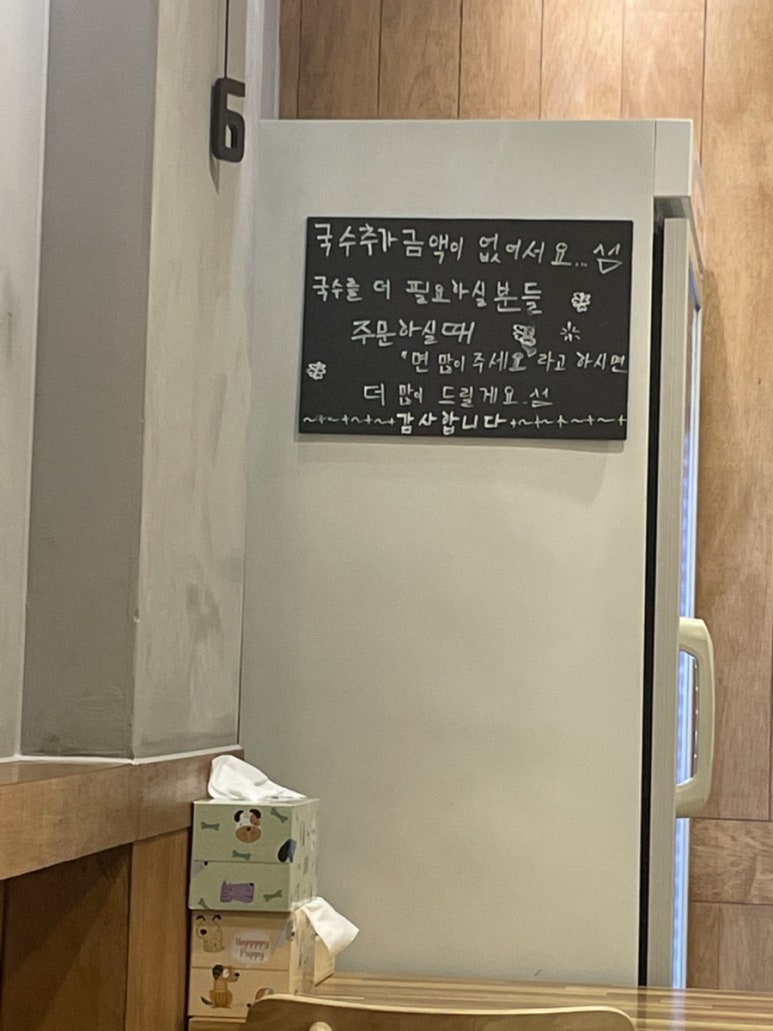 6
국수추가금액이 없어서요..
국수를 더 필요하실분들
주문하실때
"면 많이 주세요"라고 하시면
더 많이 드릴게요.
~+~+~+~+감사합니다+~+~+~+~+
Happyyy
Puppy